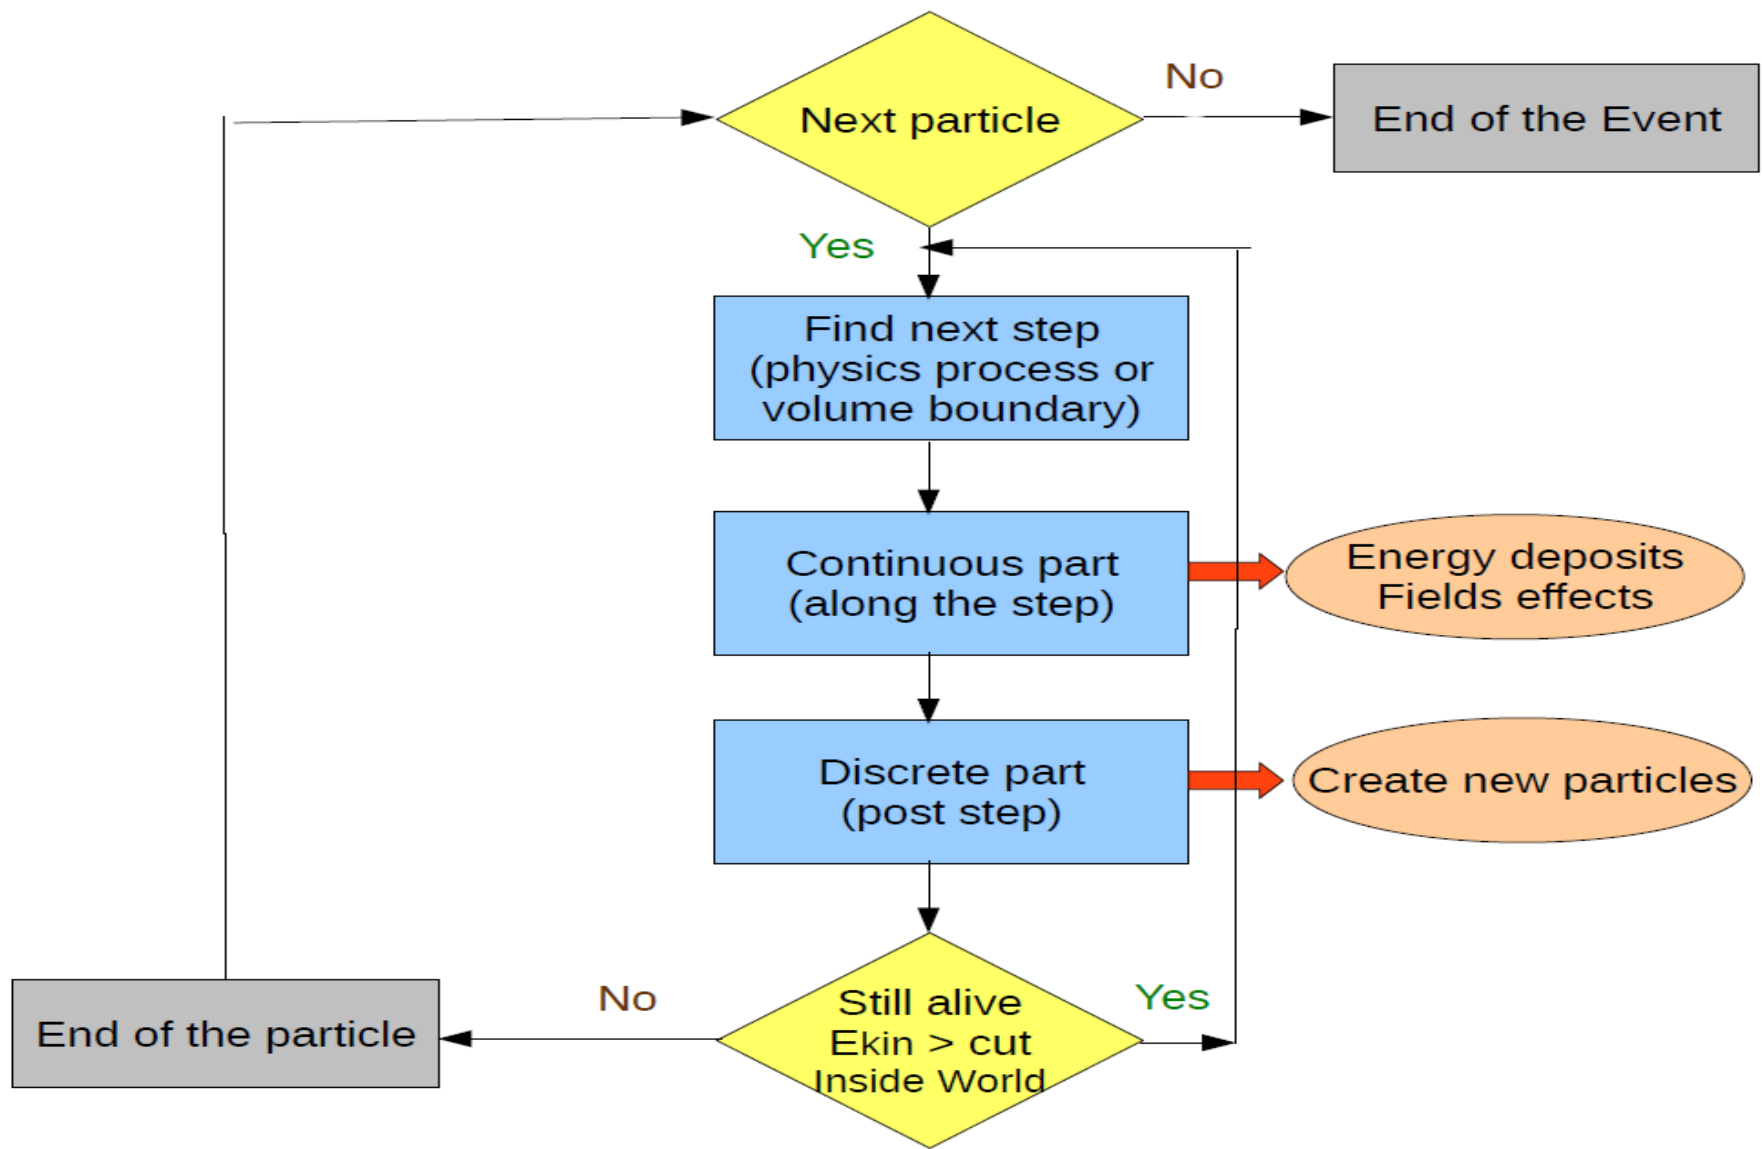 No
Next particle
End of the Event
Yes
Find next step
(physics process or
volume boundary)
Continuous part
(along the step)
Energy deposits
Fields effects
Discrete part
(post step)
Create new particles
Still alive
Ekin > cut
Inside World
No
Yes
End of the particle